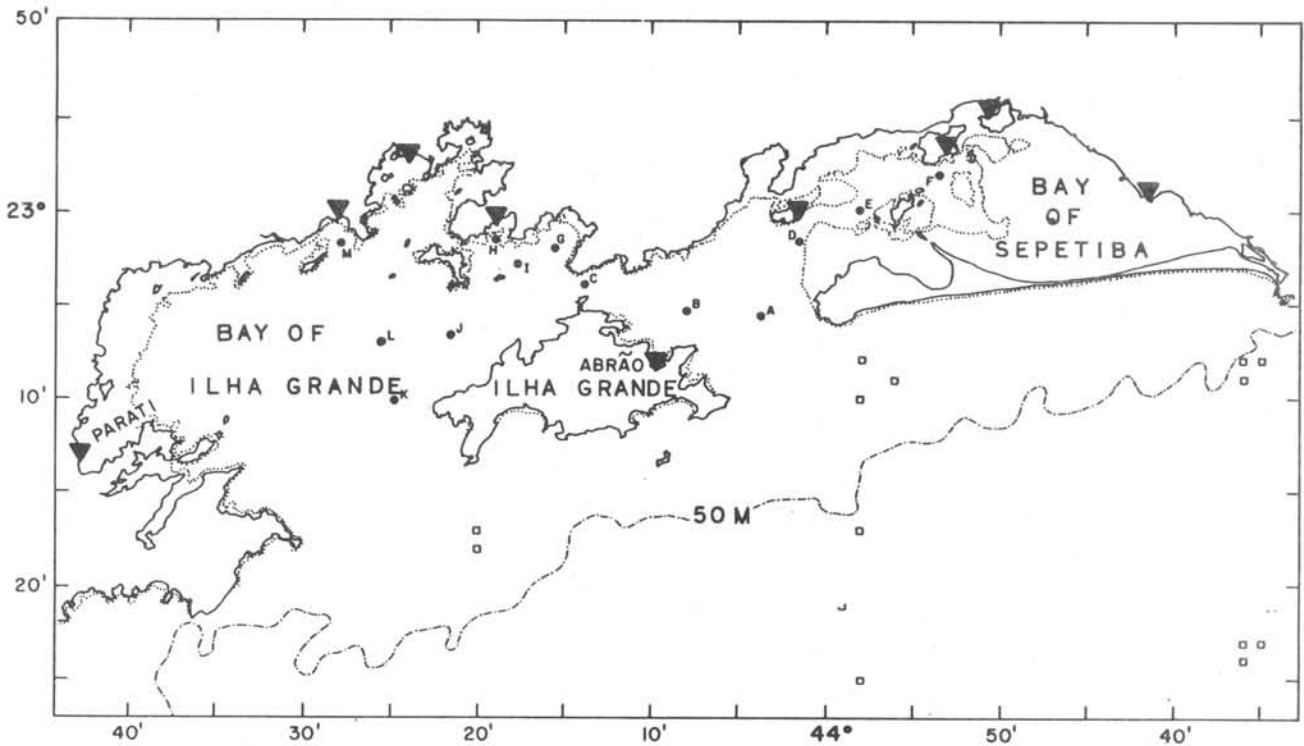 50'
BAY
OF
SEPETIBA
F
E
D
23°
H
G
M
I
C
B
A
BAY OF
L
J
ABRÃO
ILHA GRANDE
ILHA GRANDE
K
10'
PARATI
50 M
20'
40'
30'
20'
10'
44°
50'
40'